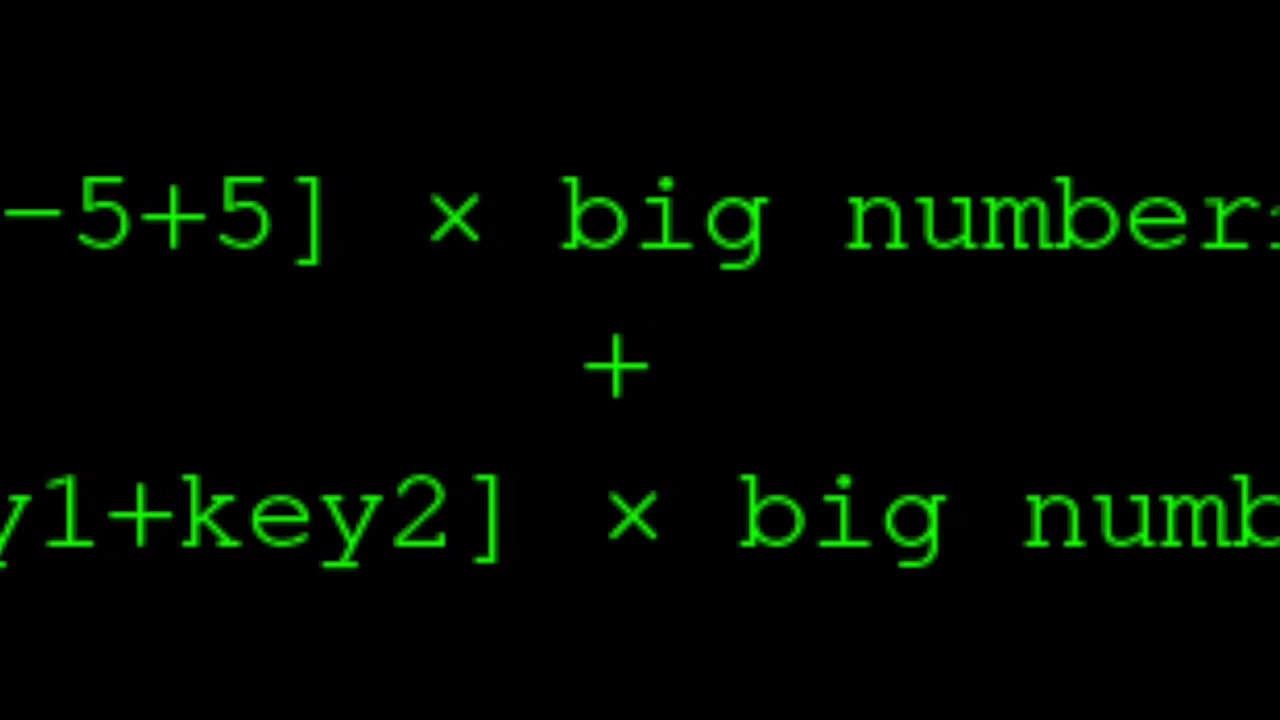 -5+5] × big number
+
y1+key2] × big numb